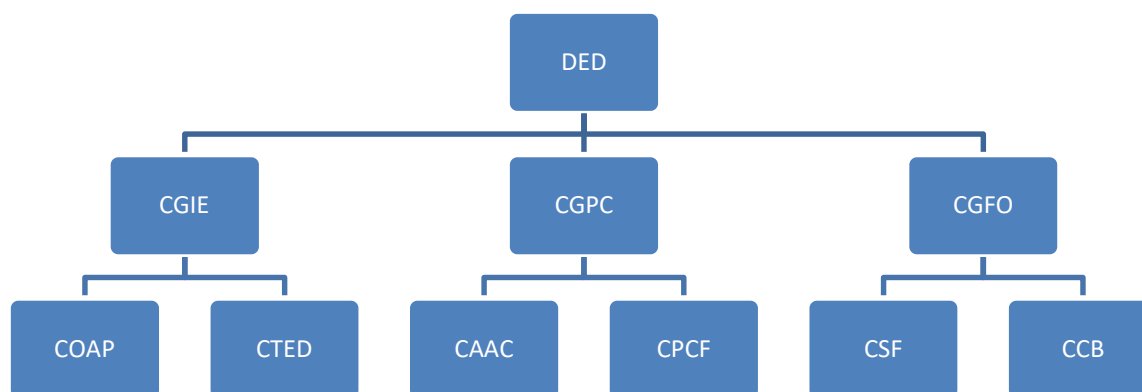 DED
CGIE
CGPC
CGFO
COAP
CTED
CAAC
CPCF
CSF
CCB